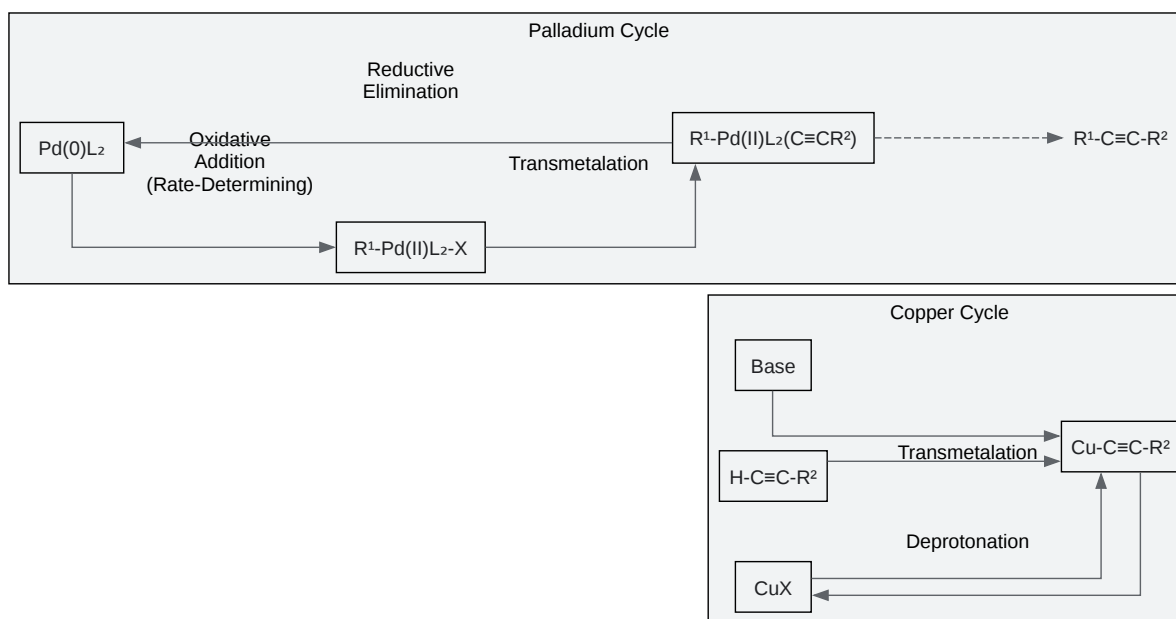 Palladium Cycle
Reductive
Elimination
Pd(0)L₂
Oxidative
Addition
(Rate-Determining)
Transmetalation
R¹-Pd(II)L₂(C≡CR²)
R¹-C≡C-R²
R¹-Pd(II)L₂-X
Copper Cycle
Base
Transmetalation
Cu-C≡C-R²
H-C≡C-R²
Deprotonation
CuX